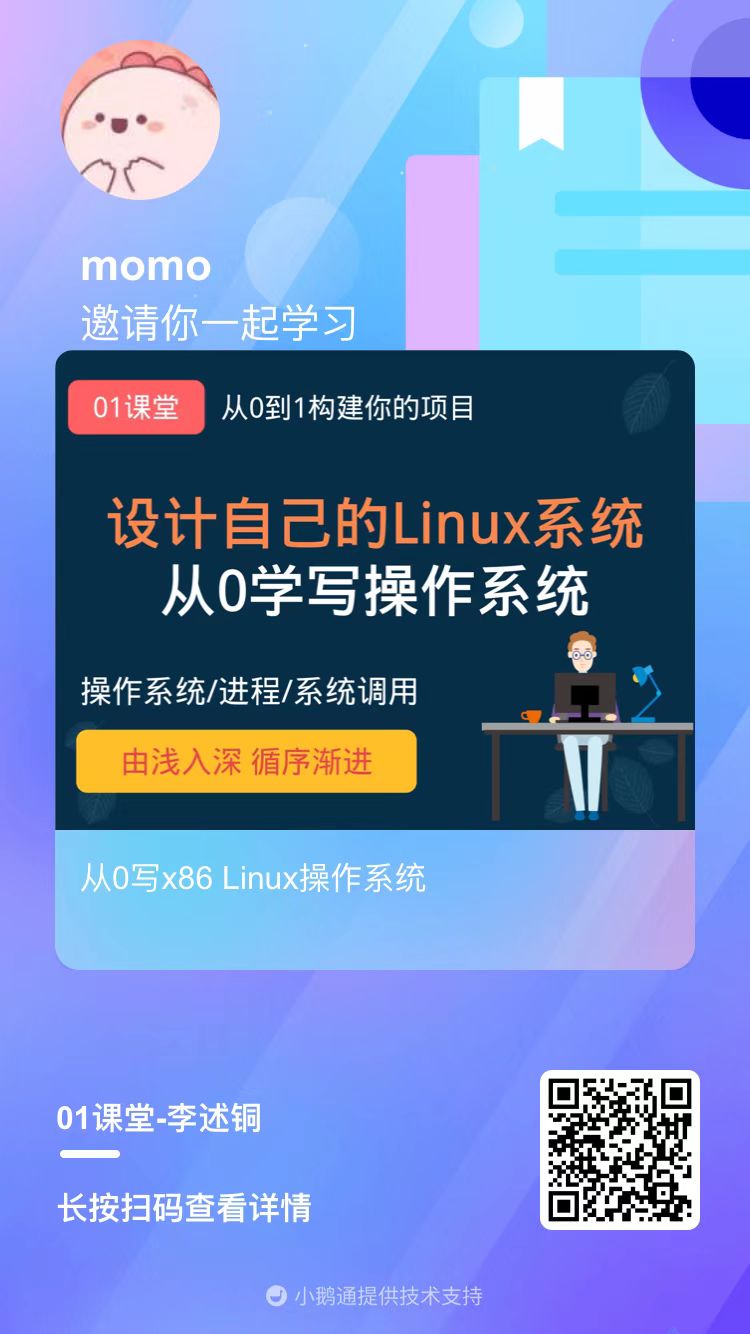 momo
邀请你一起学习
01课堂 从0到1构建你的项目
设计自己的Linux系统
从0学写操作系统
操作系统/进程/系统调用
由浅入深 循序渐进
从0写x86 Linux操作系统
01课堂-李述铜
长按扫码查看详情
小鹅通提供技术支持